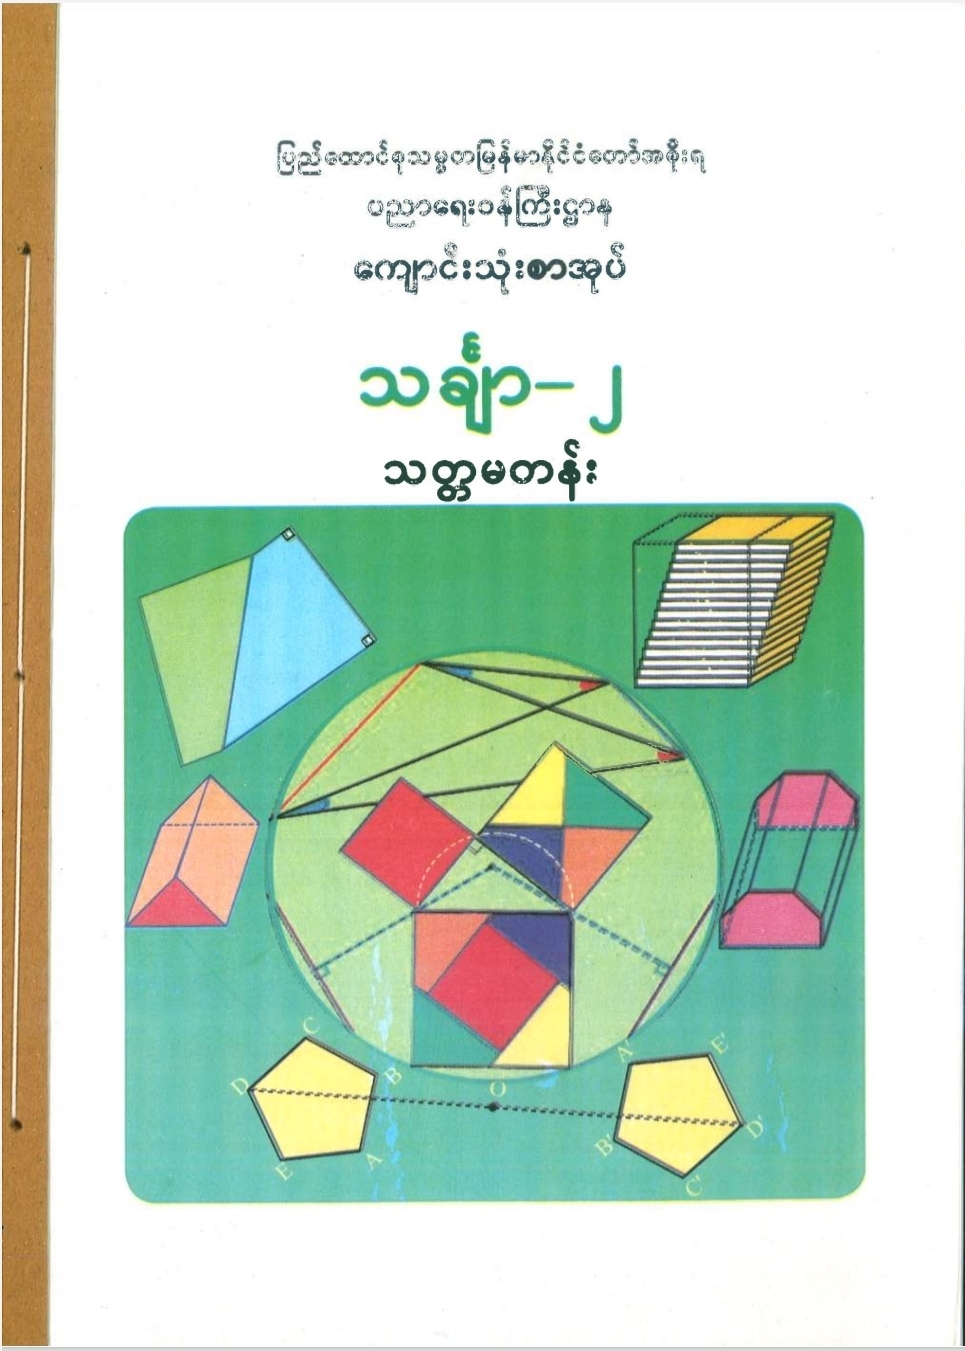 ပြည်ထောင်စုသမ္မတမြန်မာနိုင်ငံတော်အစိုးရ
ပညာရေးဝန်ကြီးဌာန
ကျောင်းသုံးစာအုပ်
သင်္ချာ-၂
သတ္တမတန်း
C
D
B
E
A
O
A'
E'
B'
D'
C'